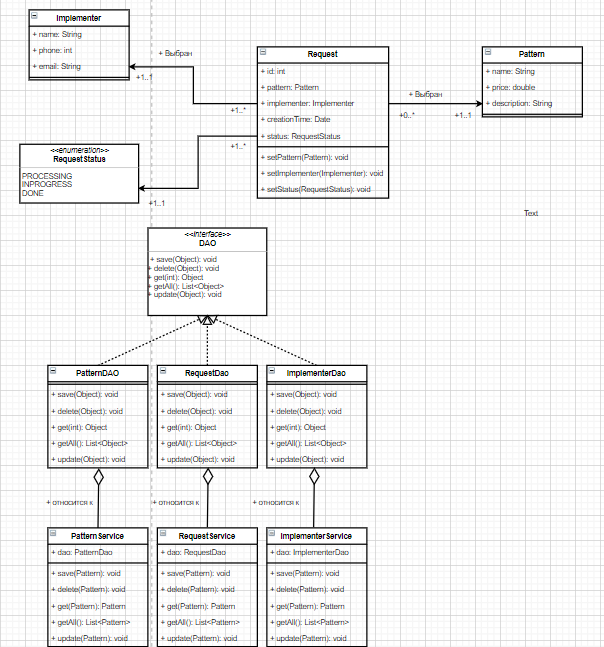 Implementer
+ name: String
+ phone: int
+ email: String
+ Выбран
+1..1
+1..*
Request
+ id: int
+ pattern: Pattern
+ implementer: Implementer
+ creationTime: Date
+ status: RequestStatus
+ setPattern(Pattern): void
+ setImplementer(Implementer): void
+ setStatus(RequestStatus): void
+ Выбран
+0..*
+1..1
Pattern
+ name: String
+ price: double
+ description: String
+1..*
+1..1
<<enumeration>>
RequestStatus
PROCESSING
INPROGRESS
DONE
Text
<<interface>>
DAO
+ save(Object): void
+ delete(Object): void
+ get(int): Object
+ getAll(): List<Object>
+ update(Object): void
PatternDAO
+ save(Object): void
+ delete(Object): void
+ get(int): Object
+ getAll(): List<Object>
+ update(Object): void
RequestDao
+ save(Object): void
+ delete(Object): void
+ get(int): Object
+ getAll(): List<Object>
+ update(Object): void
ImplementerDao
+ save(Object): void
+ delete(Object): void
+ get(int): Object
+ getAll(): List<Object>
+ update(Object): void
+ относится к
+ относится к
+ относится к
PatternService
+ dao: PatternDao
+ save(Pattern): void
+ delete(Pattern): void
+ get(Pattern): Pattern
+ getAll(): List<Pattern>
+ update(Pattern): void
RequestService
+ dao: RequestDao
+ save(Pattern): void
+ delete(Pattern): void
+ get(Pattern): Pattern
+ getAll(): List<Pattern>
+ update(Pattern): void
ImplementerService
+ dao: ImplementerDao
+ save(Pattern): void
+ delete(Pattern): void
+ get(Pattern): Pattern
+ getAll(): List<Pattern>
+ update(Pattern): void